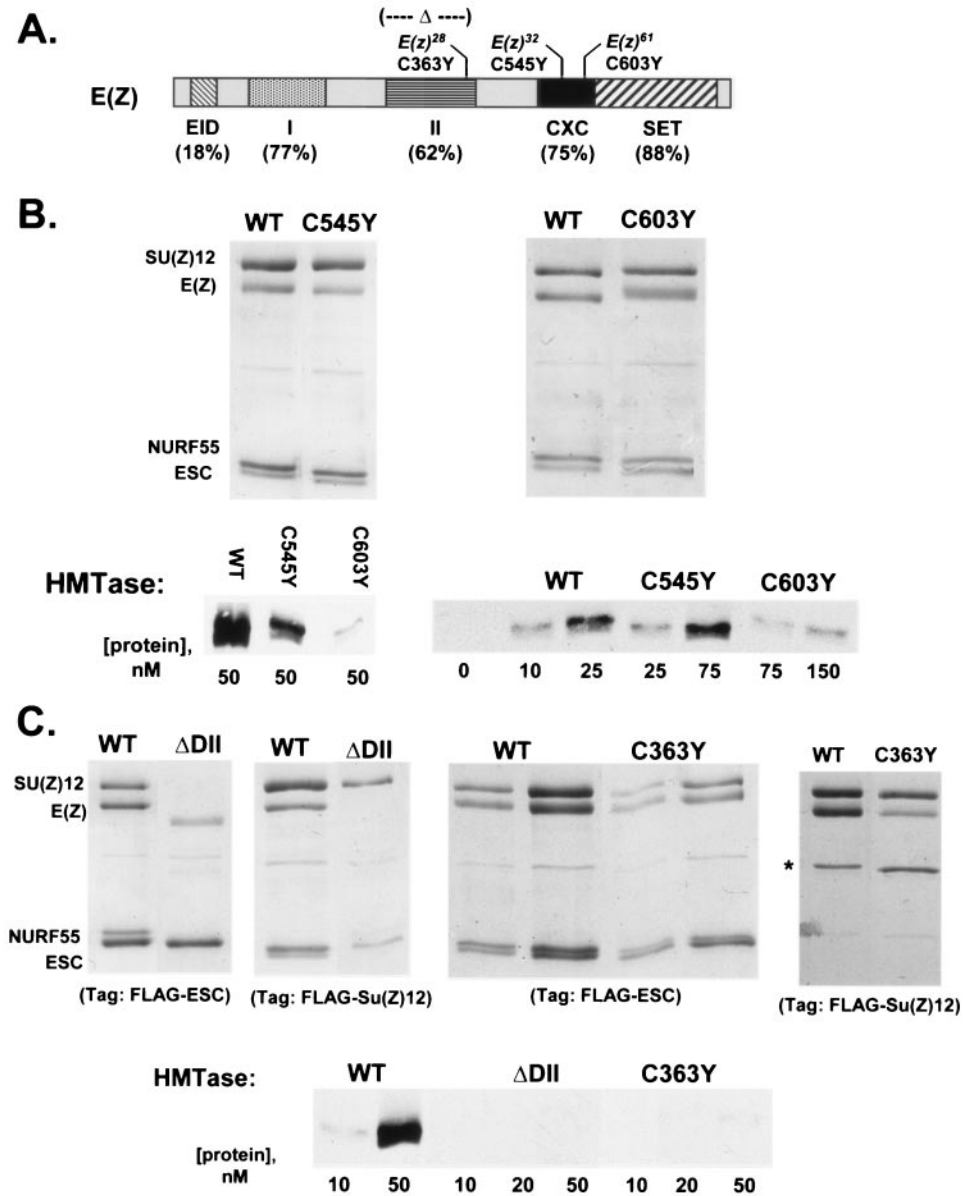 A.
(---- Δ ----)
E(z)28 E(z)32 E(z)61
C363Y C545Y C603Y
E(Z)
EID I II CXC SET
(18%) (77%) (62%) (75%) (88%)
B.
WT C545Y WT C603Y
SU(Z)12
E(Z)
NURF55
ESC
WT C545Y C603Y
HMTase: WT C545Y C603Y
[protein],
nM
50 50 50 0 10 25 25 75 75 150
C.
WT ΔDII WT ΔDII WT C363Y WT C363Y
SU(Z)12
E(Z)
*
NURF55
ESC
(Tag: FLAG-ESC) (Tag: FLAG-Su(Z)12) (Tag: FLAG-ESC) (Tag: FLAG-Su(Z)12)
HMTase: WT ΔDII C363Y
[protein],
nM
10 50 10 20 50 10 20 50